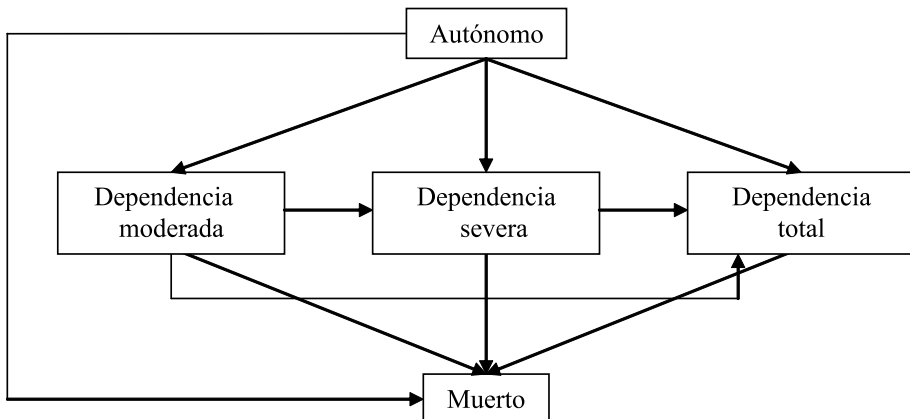 Autónomo
Dependencia
moderada
Dependencia
severa
Dependencia
total
Muerto